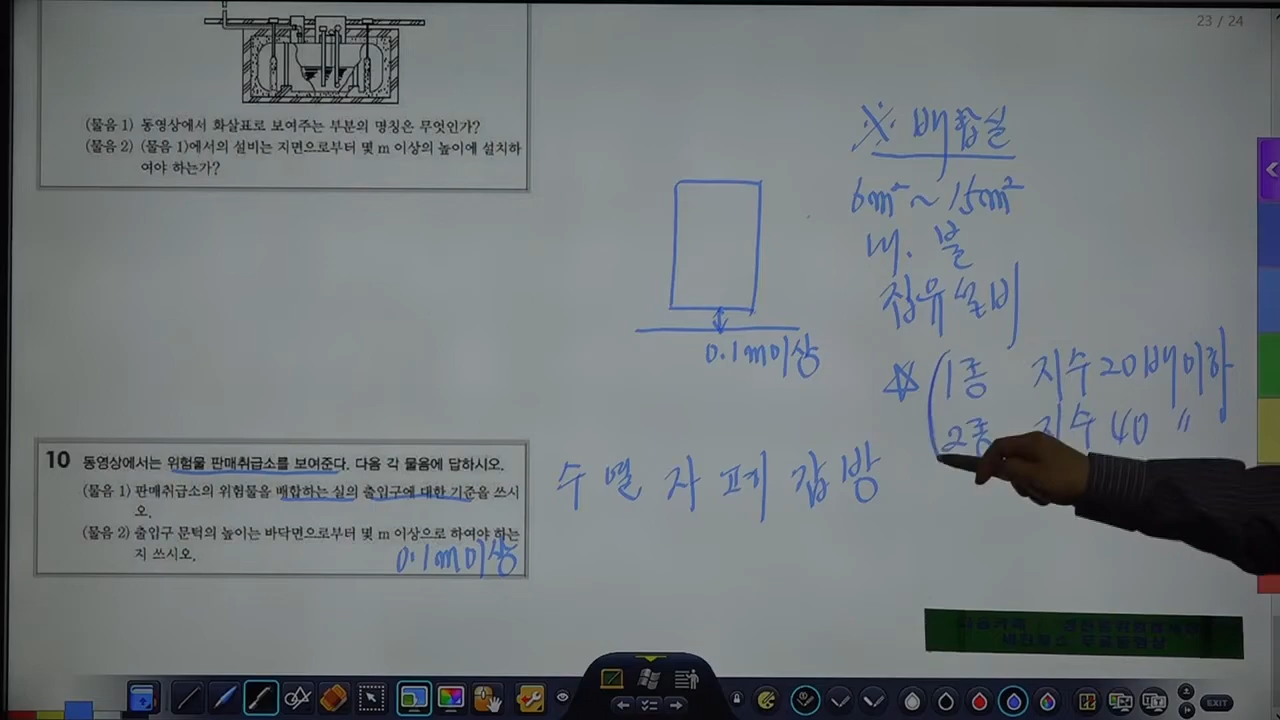 23 / 24
(물음 1) 동영상에서 화살표로 보여주는 부분의 명칭은 무엇인가?
(물음 2) (물음 1)에서의 설비는 지면으로부터 몇 m 이상의 높이에 설치하
여야 하는가?
※ 배합실
6m² ~ 15m²
내. 불
집유설비
0.1m이상
☆ 1종 지수 20배이하
2종 지수 40 〃
10 동영상에서는 위험물 판매취급소를 보여준다. 다음 각 물음에 답하시오.
(물음 1) 판매취급소의 위험물을 배합하는 실의 출입구에 대한 기준을 쓰시
오.
(물음 2) 출입구 문턱의 높이는 바닥면으로부터 몇 m 이상으로 하여야 하는
지 쓰시오.
0.1m이상
수 열 자 폐 갑 방
EXIT